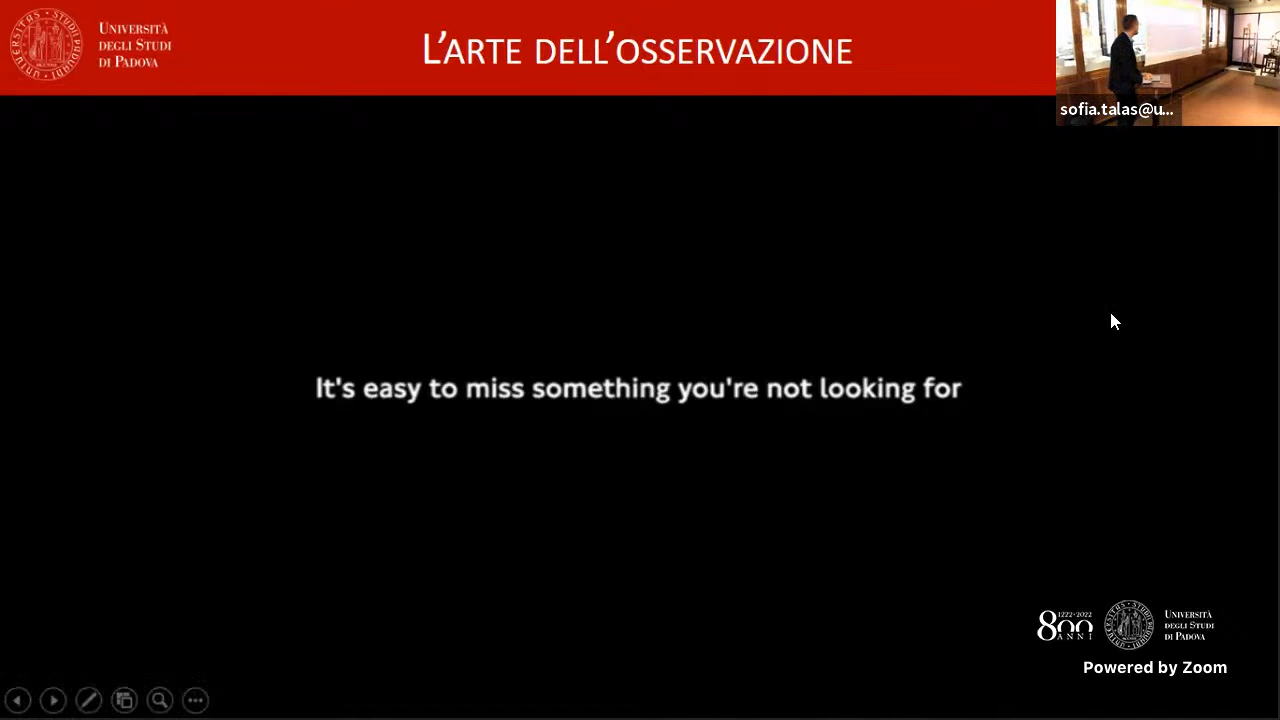 UNIVERSITÀ
DEGLI STUDI
DI PADOVA
L'ARTE DELL'OSSERVAZIONE
sofia.talas@u...
It's easy to miss something you're not looking for
1222·2022
800
ANNI
UNIVERSITÀ
DEGLI STUDI
DI PADOVA
Powered by Zoom